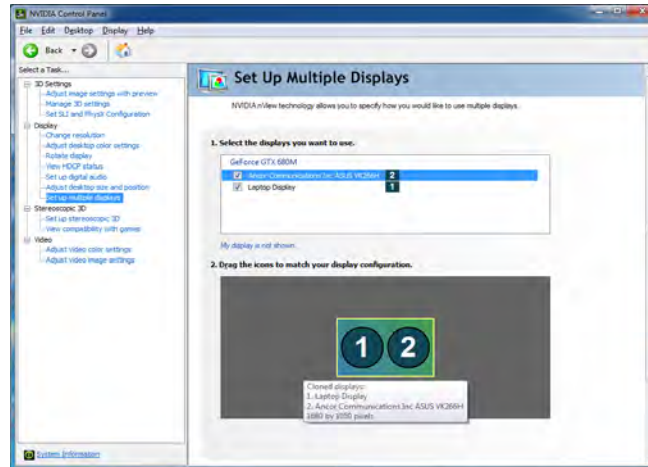 NVIDIA Control Panel
File Edit Desktop Display Help
Back
Select a Task...
3D Settings
Adjust image settings with preview
Manage 3D settings
Set SLI and PhysX Configuration
Display
Change resolution
Adjust desktop color settings
Rotate display
View HDCP status
Set up digital audio
Adjust desktop size and position
Set up multiple displays
Stereoscopic 3D
Set up stereoscopic 3D
View compatibility with games
Video
Adjust video color settings
Adjust video image settings
System Information
Set Up Multiple Displays
NVIDIA nView technology allows you to specify how you would like to use multiple displays.
1. Select the displays you want to use.
GeForce GTX 680M
Ancor Communications Inc ASUS VK266H 2
Laptop Display 1
My display is not shown.
2. Drag the icons to match your display configuration.
1 2
Cloned displays:
1. Laptop Display
2. Ancor Communications Inc ASUS VK266H
1680 by 1050 pixels